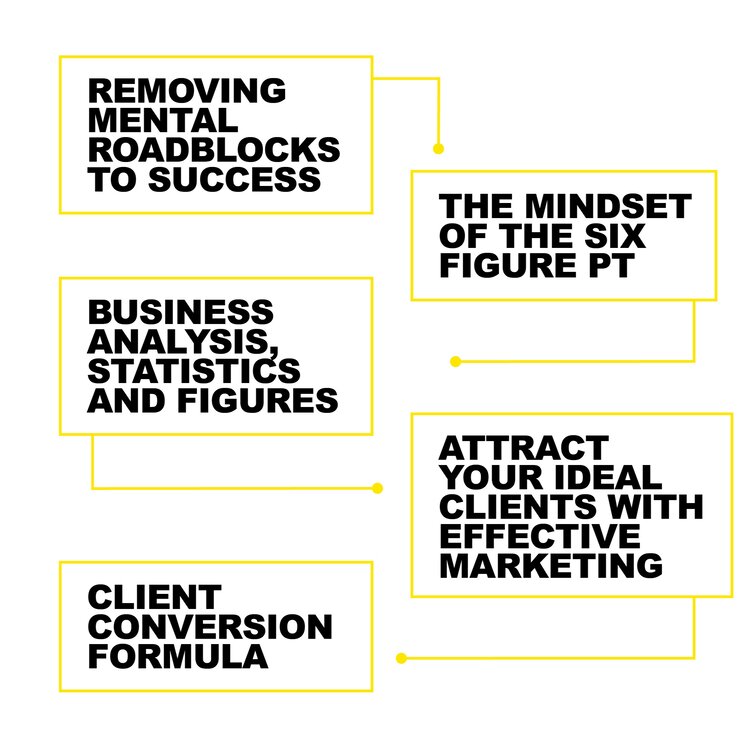 REMOVING
MENTAL
ROADBLOCKS
TO SUCCESS
THE MINDSET
OF THE SIX
FIGURE PT
BUSINESS
ANALYSIS,
STATISTICS
AND FIGURES
ATTRACT
YOUR IDEAL
CLIENTS WITH
EFFECTIVE
MARKETING
CLIENT
CONVERSION
FORMULA